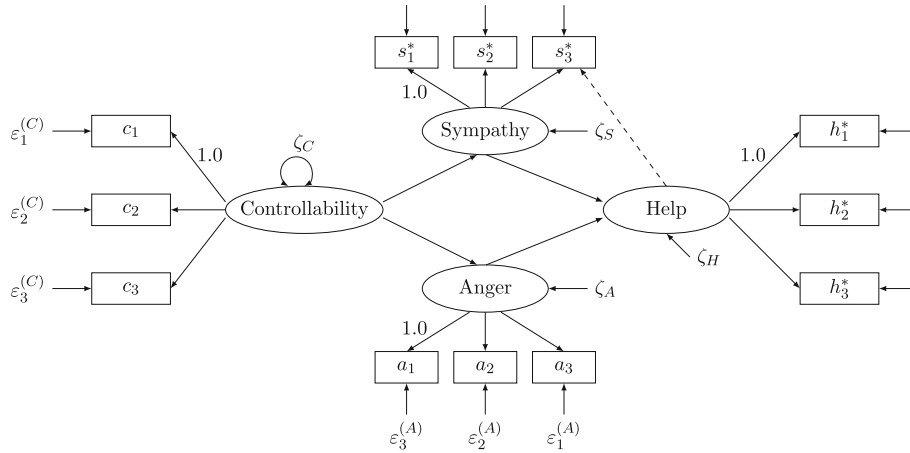 s₁* s₂* s₃*
1.0
ε₁⁽ᶜ⁾ c₁ Sympathy ζ_S 1.0 h₁*
1.0 ζ_C
ε₂⁽ᶜ⁾ c₂ Controllability Help h₂*
ζ_H
ε₃⁽ᶜ⁾ c₃ Anger ζ_A h₃*
1.0
a₁ a₂ a₃
ε₃⁽ᴬ⁾ ε₂⁽ᴬ⁾ ε₁⁽ᴬ⁾